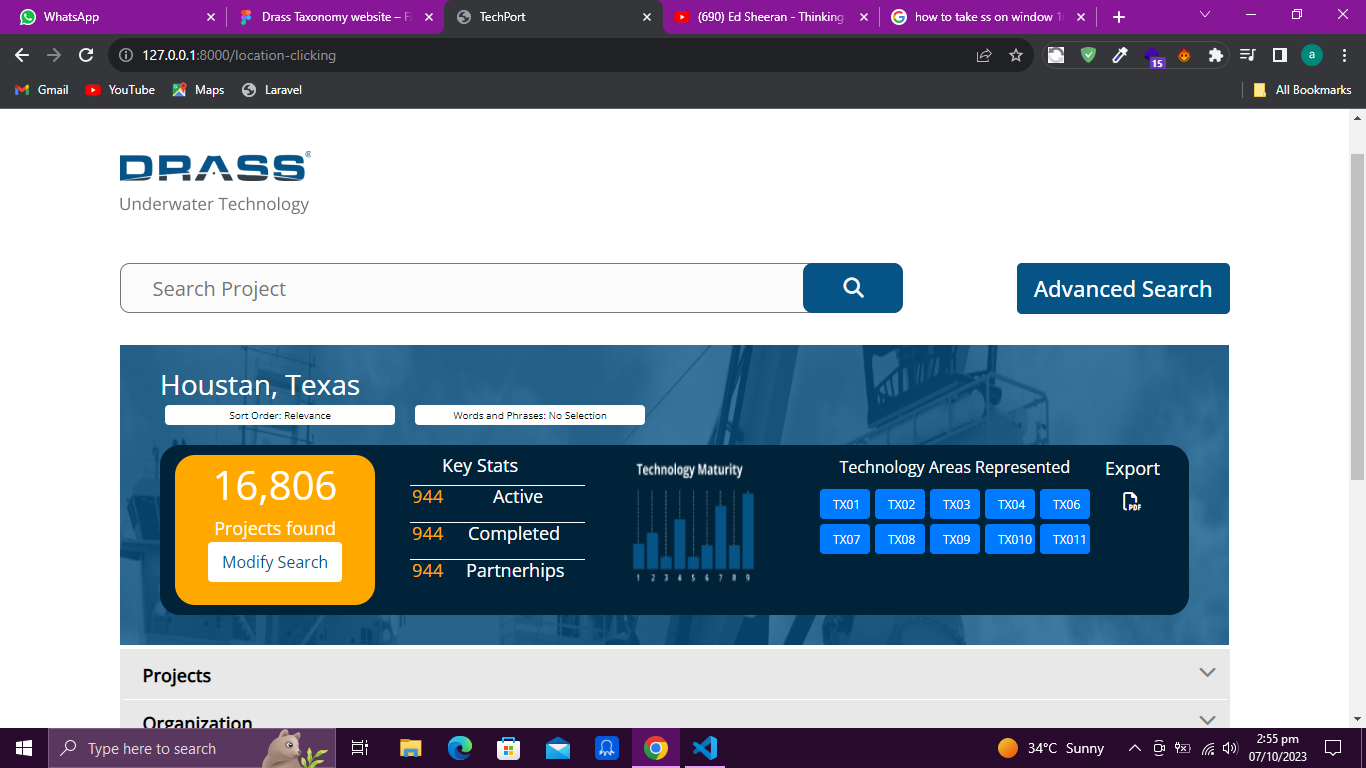 WhatsApp
Drass Taxonomy website – Fi
TechPort
(690) Ed Sheeran - Thinking
how to take ss on window 1
127.0.0.1:8000/location-clicking
15
a
Gmail
YouTube
Maps
Laravel
All Bookmarks
DRASS®
Underwater Technology
Search Project
Advanced Search
Houstan, Texas
Sort Order: Relevance
Words and Phrases: No Selection
16,806
Projects found
Modify Search
Key Stats
944 Active
944 Completed
944 Partnerhips
Technology Maturity
1 2 3 4 5 6 7 8 9
Technology Areas Represented
TX01 TX02 TX03 TX04 TX06
TX07 TX08 TX09 TX010 TX011
Export
PDF
Projects
Organization
Type here to search
34°C Sunny
2:55 pm
07/10/2023